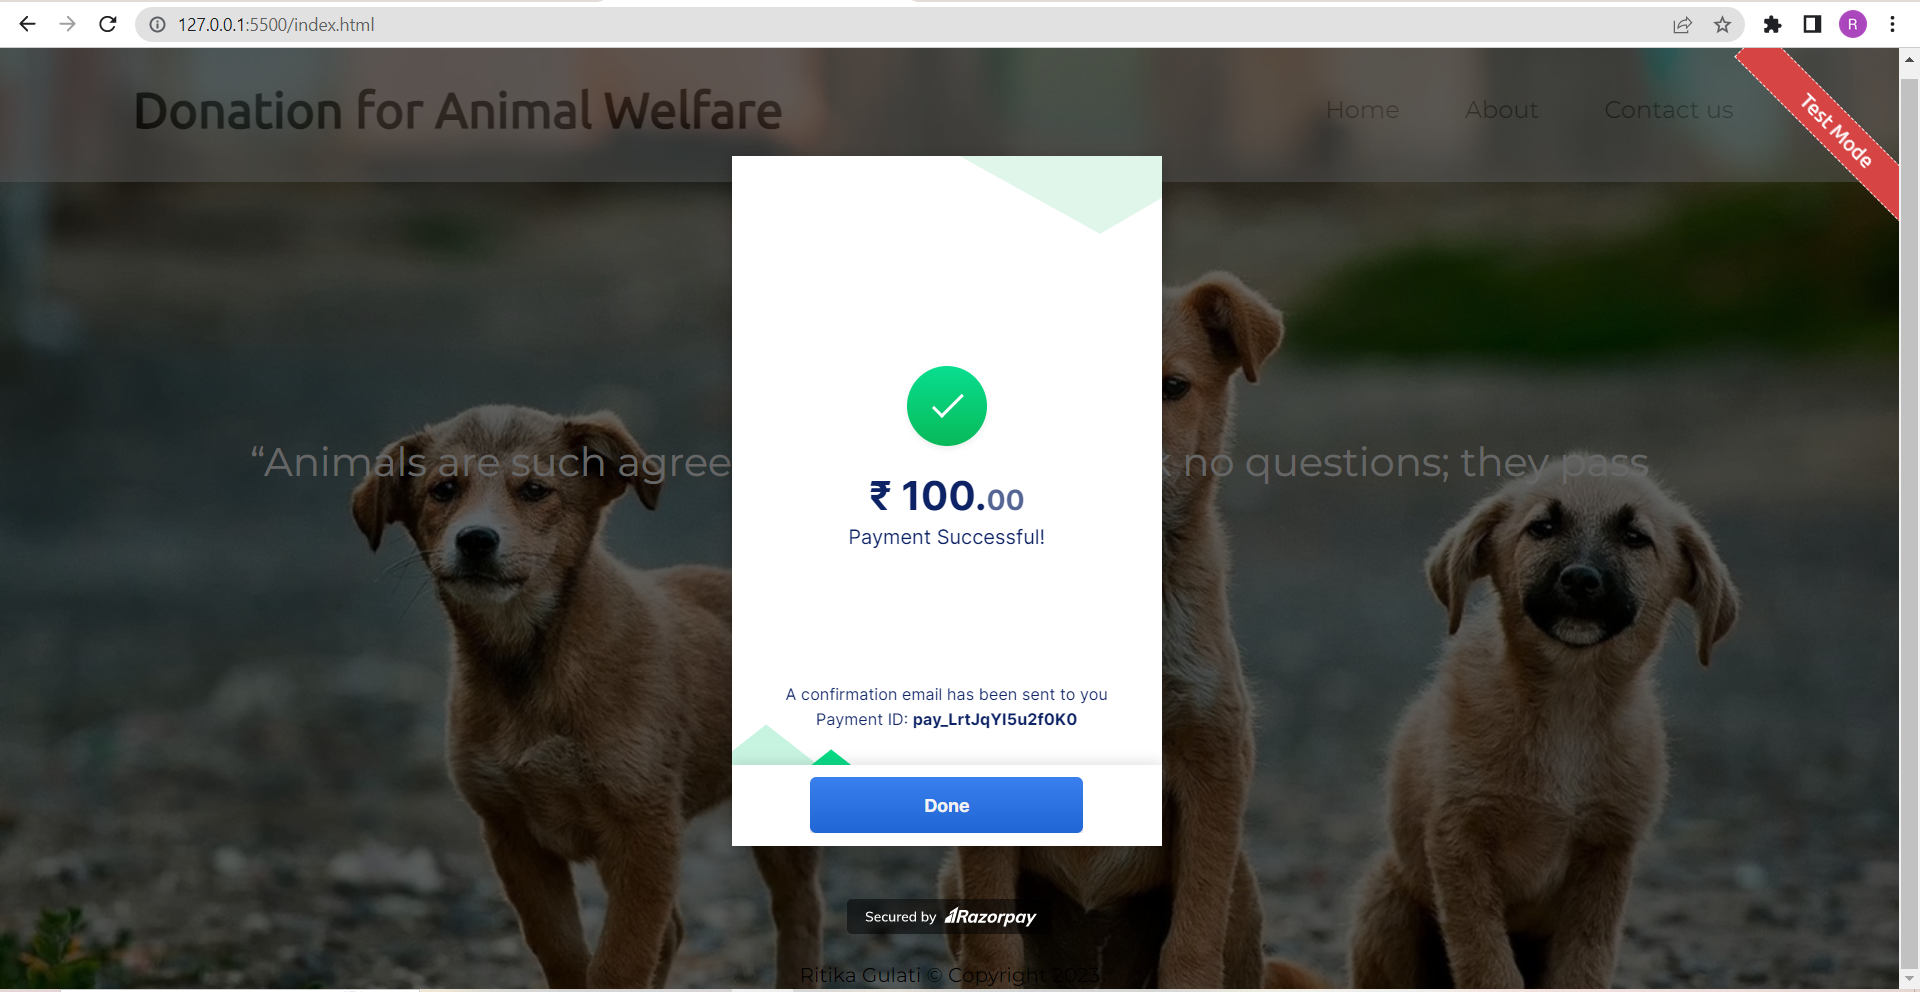 127.0.0.1:5500/index.html
R
Donation for Animal Welfare
Home About Contact us
Test Mode
“Animals are such agree
no questions; they pass
₹ 100.00
Payment Successful!
A confirmation email has been sent to you
Payment ID: pay_LrtJqYI5u2f0K0
Done
Secured by Razorpay
Ritika Gulati © Copyright 2023